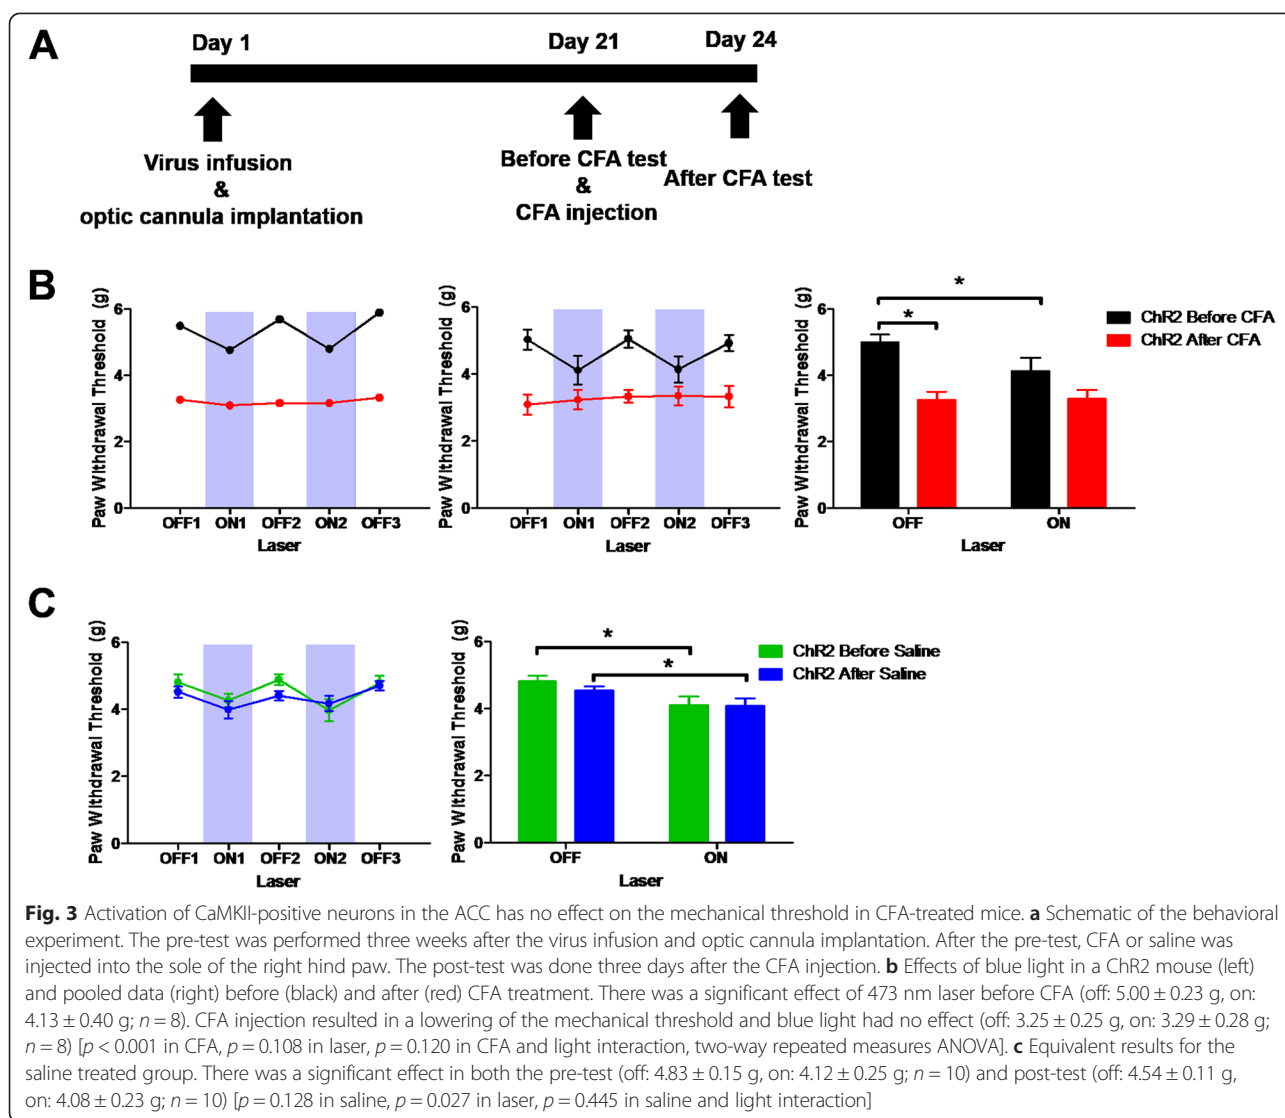 A
Day 1
Day 21
Day 24
Virus infusion
&
optic cannula implantation
Before CFA test
&
CFA injection
After CFA test
B
Paw Withdrawal Threshold (g)
6
4
2
0
OFF1 ON1 OFF2 ON2 OFF3
Laser
Paw Withdrawal Threshold (g)
6
4
2
0
OFF1 ON1 OFF2 ON2 OFF3
Laser
Paw Withdrawal Threshold (g)
6
4
2
0
*
*
OFF ON
Laser
ChR2 Before CFA
ChR2 After CFA
C
Paw Withdrawal Threshold (g)
6
4
2
0
OFF1 ON1 OFF2 ON2 OFF3
Laser
Paw Withdrawal Threshold (g)
6
4
2
0
*
*
OFF ON
Laser
ChR2 Before Saline
ChR2 After Saline
Fig. 3 Activation of CaMKII-positive neurons in the ACC has no effect on the mechanical threshold in CFA-treated mice. a Schematic of the behavioral
experiment. The pre-test was performed three weeks after the virus infusion and optic cannula implantation. After the pre-test, CFA or saline was
injected into the sole of the right hind paw. The post-test was done three days after the CFA injection. b Effects of blue light in a ChR2 mouse (left)
and pooled data (right) before (black) and after (red) CFA treatment. There was a significant effect of 473 nm laser before CFA (off: 5.00 ± 0.23 g, on:
4.13 ± 0.40 g; n = 8). CFA injection resulted in a lowering of the mechanical threshold and blue light had no effect (off: 3.25 ± 0.25 g, on: 3.29 ± 0.28 g;
n = 8) [p < 0.001 in CFA, p = 0.108 in laser, p = 0.120 in CFA and light interaction, two-way repeated measures ANOVA]. c Equivalent results for the
saline treated group. There was a significant effect in both the pre-test (off: 4.83 ± 0.15 g, on: 4.12 ± 0.25 g; n = 10) and post-test (off: 4.54 ± 0.11 g,
on: 4.08 ± 0.23 g; n = 10) [p = 0.128 in saline, p = 0.027 in laser, p = 0.445 in saline and light interaction]